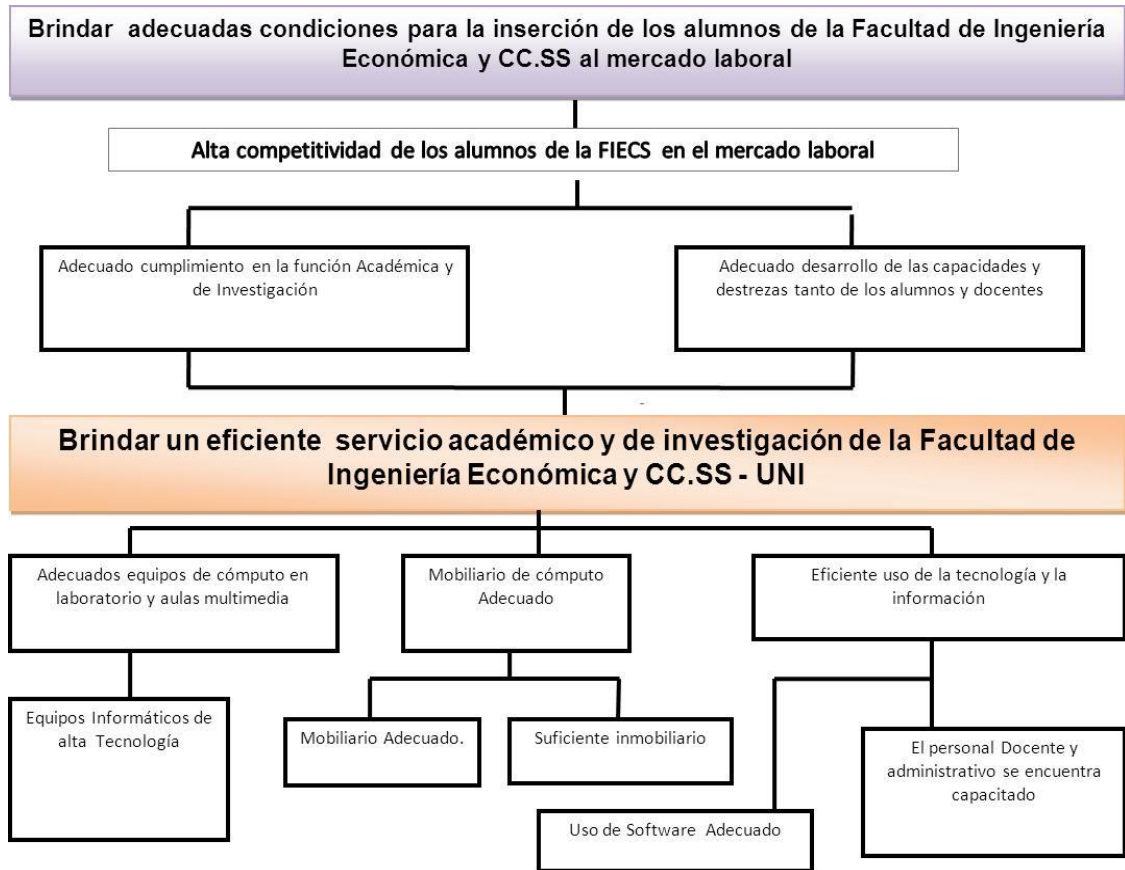 Brindar adecuadas condiciones para la inserción de los alumnos de la Facultad de Ingeniería
Económica y CC.SS al mercado laboral
Alta competitividad de los alumnos de la FIECS en el mercado laboral
Adecuado cumplimiento en la función Académica y
de Investigación
Adecuado desarrollo de las capacidades y
destrezas tanto de los alumnos y docentes
Brindar un eficiente servicio académico y de investigación de la Facultad de
Ingeniería Económica y CC.SS - UNI
Adecuados equipos de cómputo en
laboratorio y aulas multimedia
Mobiliario de cómputo
Adecuado
Eficiente uso de la tecnología y la
información
Equipos Informáticos de
alta Tecnología
Mobiliario Adecuado.
Suficiente inmobiliario
El personal Docente y
administrativo se encuentra
capacitado
Uso de Software Adecuado